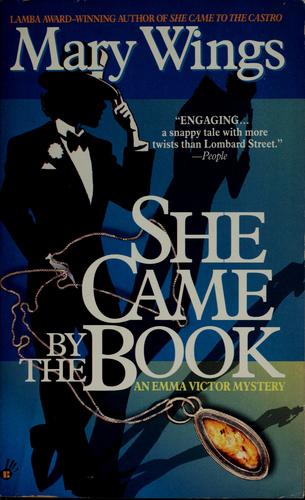 LAMBA AWARD-WINNING AUTHOR OF SHE CAME TO THE CASTRO
Mary Wings
"ENGAGING...
a snappy tale with more
twists than Lombard Street."
—People
SHE
CAME
BY
THE BOOK
AN EMMA VICTOR MYSTERY
B